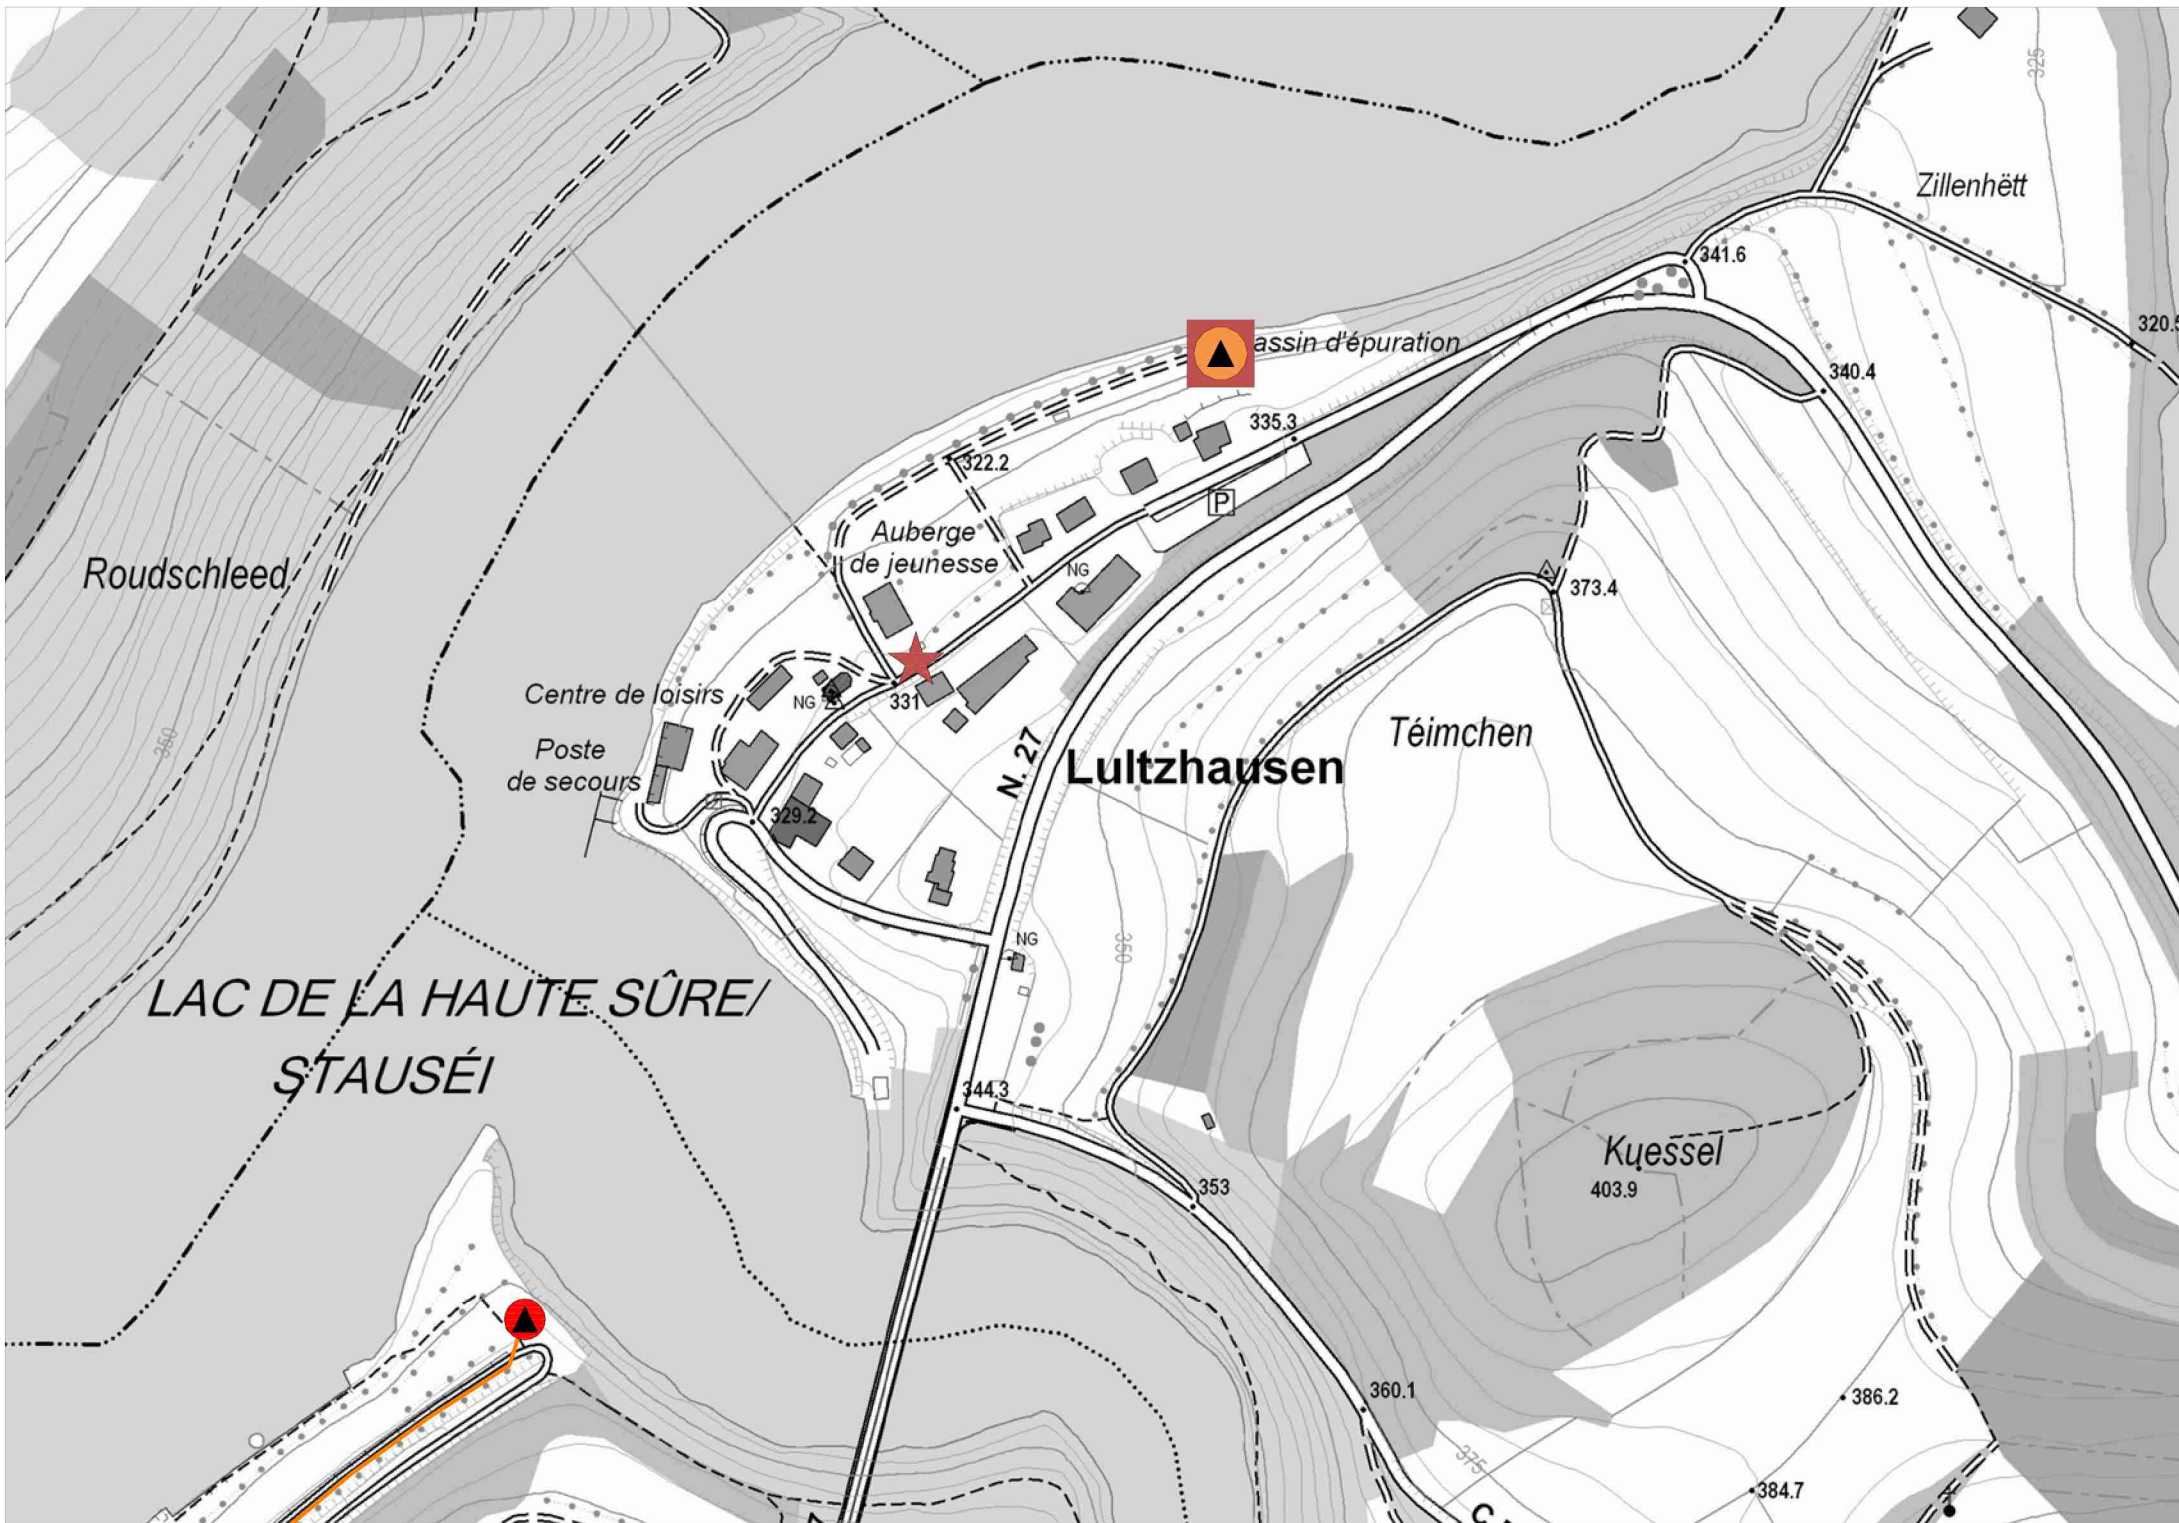 325
Zillenhëtt
341.6
320.5
assin d'épuration
340.4
335.3
322.2
P
Auberge
de jeunesse
NG
Roudschleed
373.4
Centre de loisirs
NG
331
350
Poste
de secours
N. 27
Téimchen
Lultzhausen
329.2
NG
350
LAC DE LA HAUTE SÛRE/
STAUSÉI
344.3
Kuessel
403.9
353
360.1
386.2
375
384.7